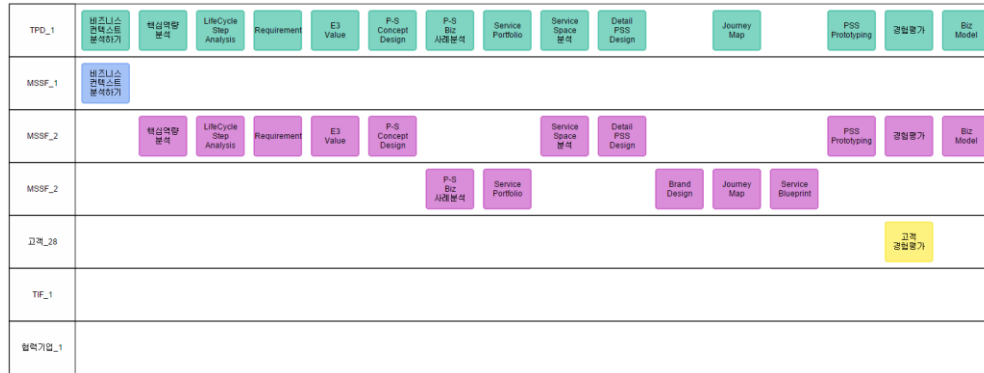 TPD_1
비즈니스
컨텍스트
분석하기
핵심역량
분석
LifeCycle
Step
Analysis
Requirement
E3
Value
P-S
Concept
Design
P-S
Biz
사례분석
Service
Portfolio
Service
Space
분석
Detail
PSS
Design
Journey
Map
PSS
Prototyping
경험평가
Biz
Model
MSSF_1
비즈니스
컨텍스트
분석하기
MSSF_2
핵심역량
분석
LifeCycle
Step
Analysis
Requirement
E3
Value
P-S
Concept
Design
Service
Space
분석
Detail
PSS
Design
PSS
Prototyping
경험평가
Biz
Model
MSSF_2
P-S
Biz
사례분석
Service
Portfolio
Brand
Design
Journey
Map
Service
Blueprint
고객_28
고객
경험평가
TIF_1
협력기업_1